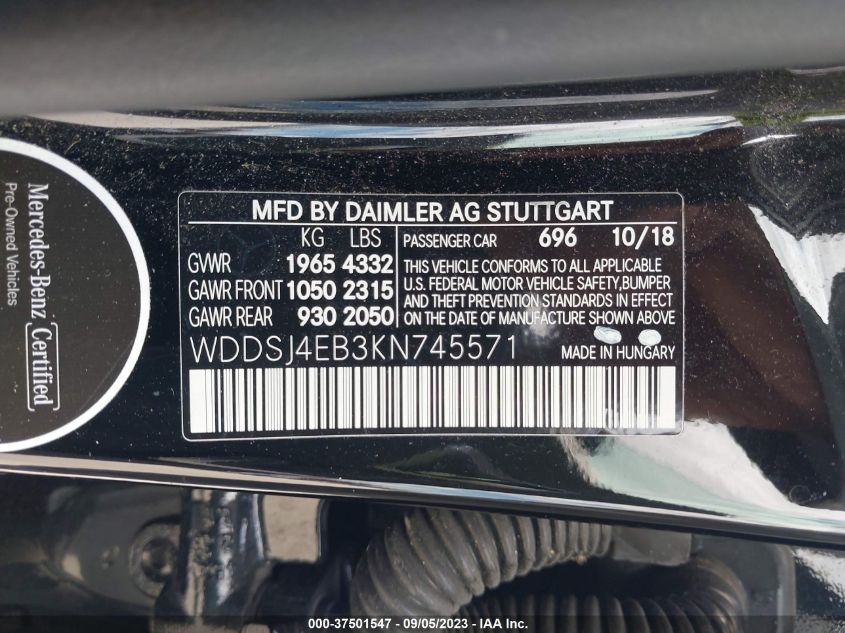 Mercedes-Benz Certified
Pre-Owned Vehicles
MFD BY DAIMLER AG STUTTGART
KG LBS
GVWR 1965 4332
GAWR FRONT 1050 2315
GAWR REAR 930 2050
PASSENGER CAR 696 10/18
THIS VEHICLE CONFORMS TO ALL APPLICABLE
U.S. FEDERAL MOTOR VEHICLE SAFETY,BUMPER
AND THEFT PREVENTION STANDARDS IN EFFECT
ON THE DATE OF MANUFACTURE SHOWN ABOVE
WDDSJ4EB3KN745571
MADE IN HUNGARY
000-37501547 - 09/05/2023 - IAA Inc.